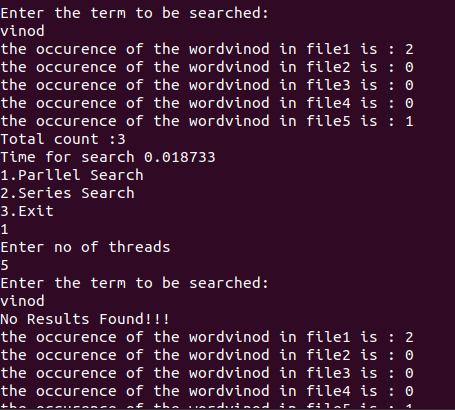 Enter the term to be searched:
vinod
the occurence of the wordvinod in file1 is : 2
the occurence of the wordvinod in file2 is : 0
the occurence of the wordvinod in file3 is : 0
the occurence of the wordvinod in file4 is : 0
the occurence of the wordvinod in file5 is : 1
Total count :3
Time for search 0.018733
1.Parllel Search
2.Series Search
3.Exit
1
Enter no of threads
5
Enter the term to be searched:
vinod
No Results Found!!!
the occurence of the wordvinod in file1 is : 2
the occurence of the wordvinod in file2 is : 0
the occurence of the wordvinod in file3 is : 0
the occurence of the wordvinod in file4 is : 0
the occurence of the wordvinod in file5 is : 1